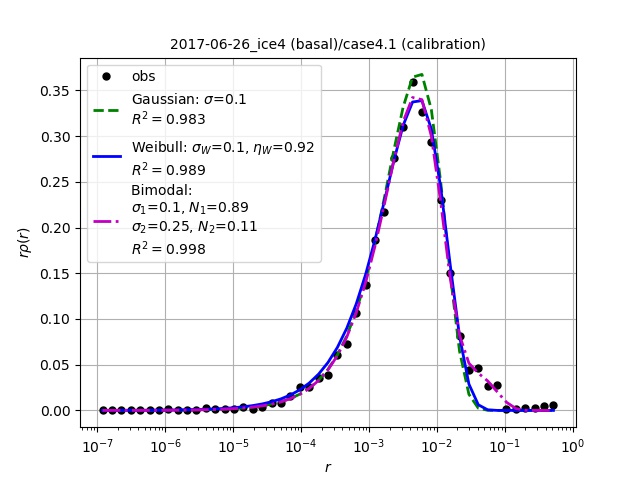 2017-06-26_ice4 (basal)/case4.1 (calibration)
obs
Gaussian: σ=0.1
R² = 0.983
Weibull: σ_W=0.1, η_W=0.92
R² = 0.989
Bimodal:
σ₁=0.1, N₁=0.89
σ₂=0.25, N₂=0.11
R² = 0.998
rρ(r)
0.35
0.30
0.25
0.20
0.15
0.10
0.05
0.00
10⁻⁷ 10⁻⁶ 10⁻⁵ 10⁻⁴ 10⁻³ 10⁻² 10⁻¹ 10⁰
r